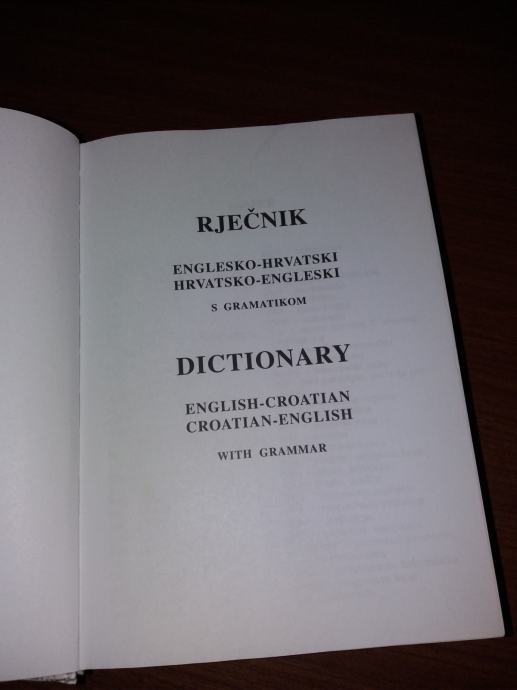 RJEČNIK
ENGLESKO-HRVATSKI
HRVATSKO-ENGLESKI
S GRAMATIKOM
DICTIONARY
ENGLISH-CROATIAN
CROATIAN-ENGLISH
WITH GRAMMAR